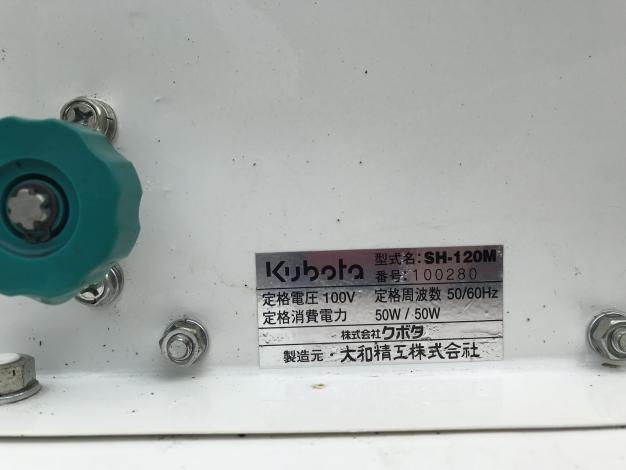 Kubota 型式名: SH-120M
番号: 100280
定格電圧 100V 定格周波数 50/60Hz
定格消費電力 50W / 50W
株式会社クボタ
製造元・大和精工株式会社